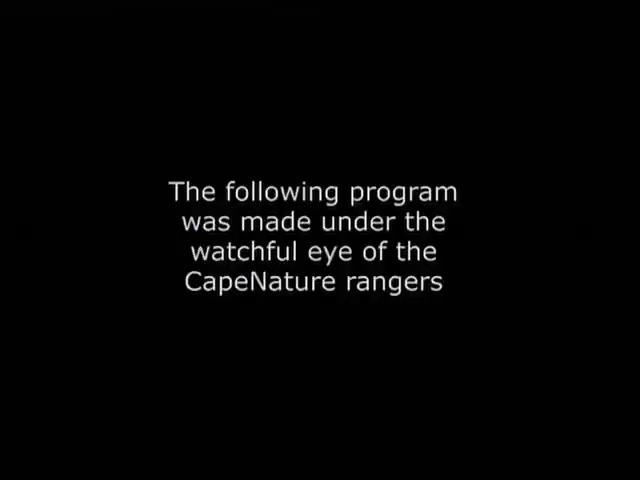 The following program
was made under the
watchful eye of the
CapeNature rangers